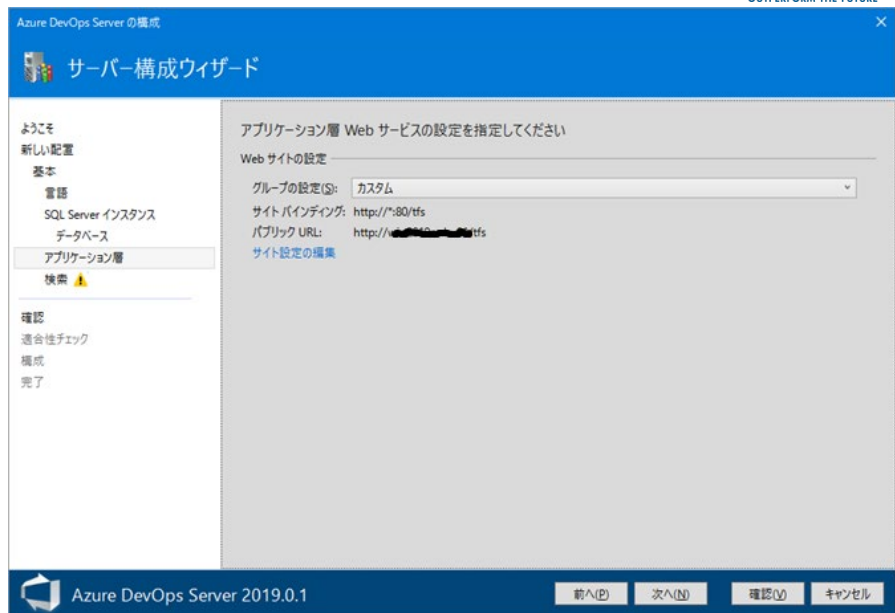 Azure DevOps Server の構成
サーバー構成ウィザード
ようこそ
新しい配置
基本
言語
SQL Server インスタンス
データベース
アプリケーション層
検索
確認
適合性チェック
構成
完了
アプリケーション層 Web サービスの設定を指定してください
Web サイトの設定
グループの設定(S): カスタム
サイト バインディング: http://*:80/tfs
パブリック URL: http:// /tfs
サイト設定の編集
Azure DevOps Server 2019.0.1
前へ(P) 次へ(N) 確認(V) キャンセル